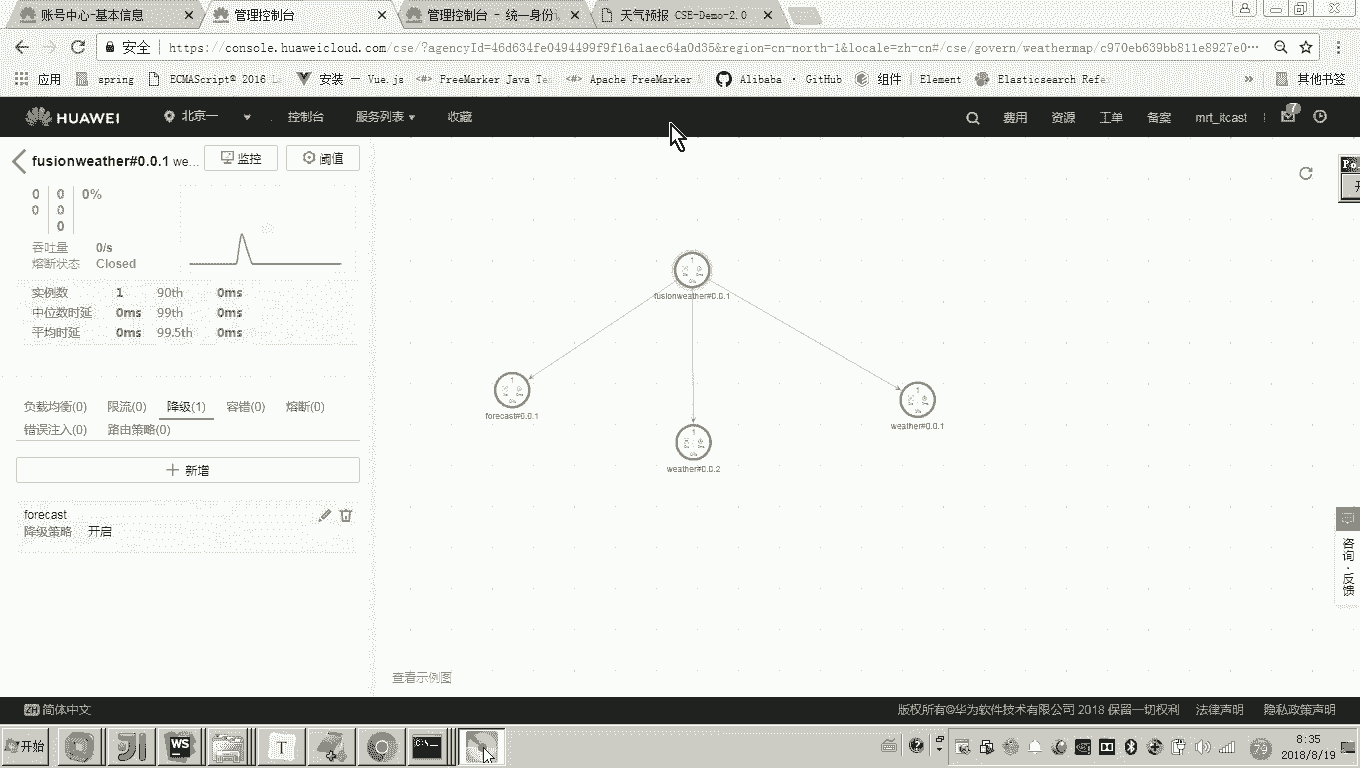 账号中心-基本信息
管理控制台
管理控制台 - 统一身份
天气预报 CSE-Demo-2.0
安全
https://console.huaweicloud.com/cse/?agencyId=46d634fe0494499f9f16a1aec64a0d35&region=cn-north-1&locale=zh-cn#/cse/govern/weathermap/c970eb639bb811e8927e0…
应用
spring
ECMAScript® 2016 L
安装 — Vue.js
FreeMarker Java Te
Apache FreeMarker
Alibaba · GitHub
组件 | Element
Elasticsearch Refe
»
其他书签
HUAWEI
北京一
控制台
服务列表
收藏
费用
资源
工单
备案
mrt_itcast
7
fusionweather#0.0.1 we...
监控
阈值
0 0 0%
0 0
0
吞吐量 0/s
熔断状态 Closed
实例数 1 90th 0ms
中位数时延 0ms 99th 0ms
平均时延 0ms 99.5th 0ms
负载均衡(0) 限流(0) 降级(1) 容错(0) 熔断(0)
错误注入(0) 路由策略(0)
新增
forecast
降级策略 开启
1
fusionweather#0.0.1
1
forecast#0.0.1
1
weather#0.0.2
1
weather#0.0.1
查看示例图
咨询·反馈
简体中文
版权所有@华为软件技术有限公司 2018 保留一切权利
法律声明
隐私政策声明
开始
WS
T
C:\
79
8:35
2018/8/19